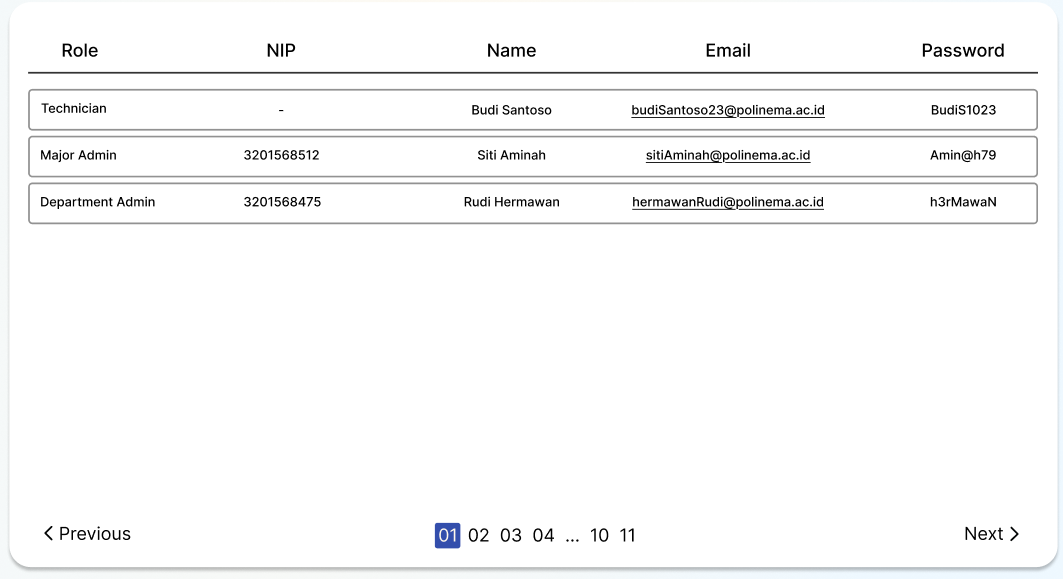 Role NIP Name Email Password
Technician - Budi Santoso budiSantoso23@polinema.ac.id BudiS1023
Major Admin 3201568512 Siti Aminah sitiAminah@polinema.ac.id Amin@h79
Department Admin 3201568475 Rudi Hermawan hermawanRudi@polinema.ac.id h3rMawaN
Previous 01 02 03 04 ... 10 11 Next